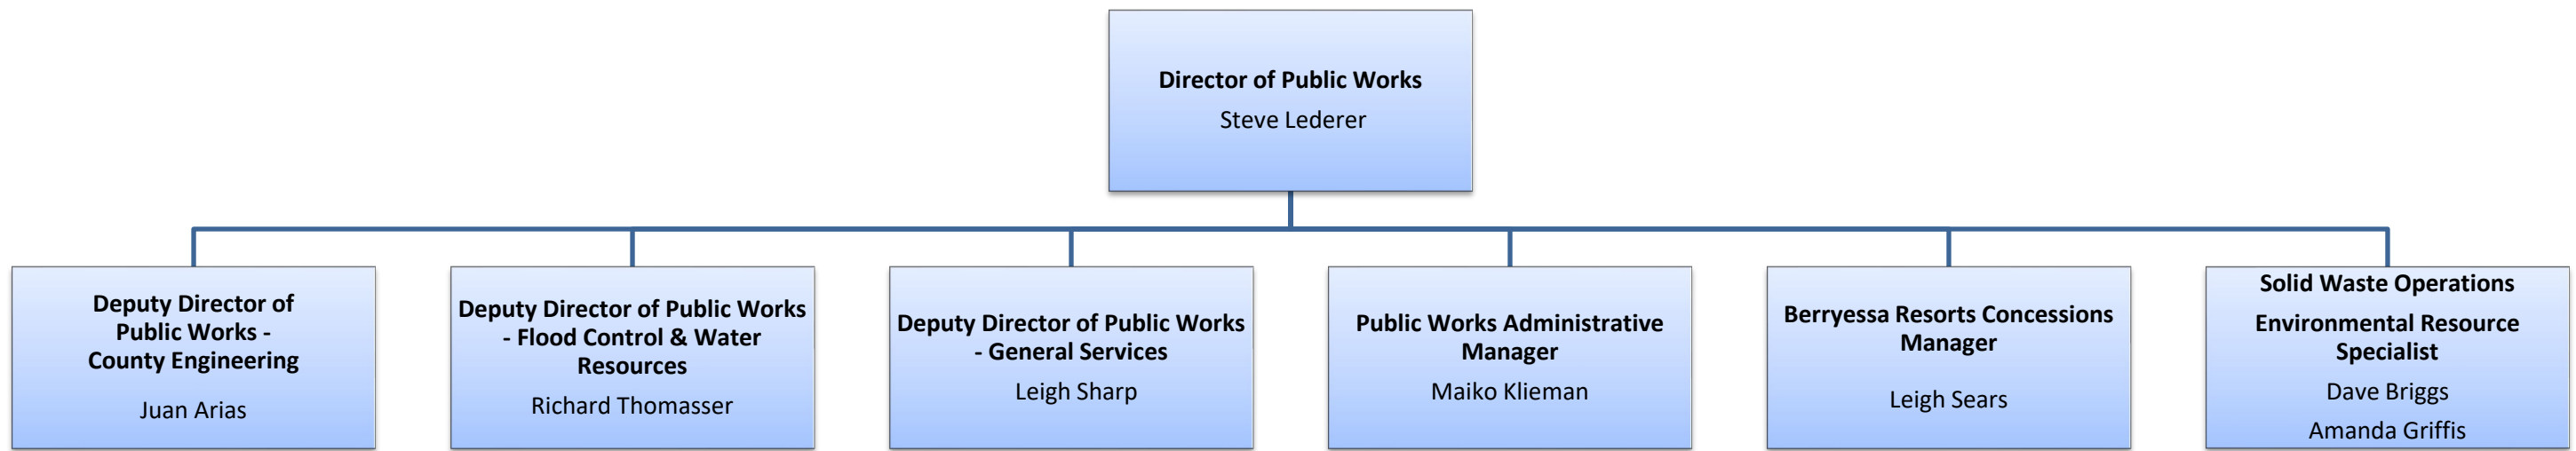 Director of Public Works
Steve Lederer
Deputy Director of
Public Works -
County Engineering
Juan Arias
Deputy Director of Public Works
- Flood Control & Water
Resources
Richard Thomasser
Deputy Director of Public Works
- General Services
Leigh Sharp
Public Works Administrative
Manager
Maiko Klieman
Berryessa Resorts Concessions
Manager
Leigh Sears
Solid Waste Operations
Environmental Resource
Specialist
Dave Briggs
Amanda Griffis